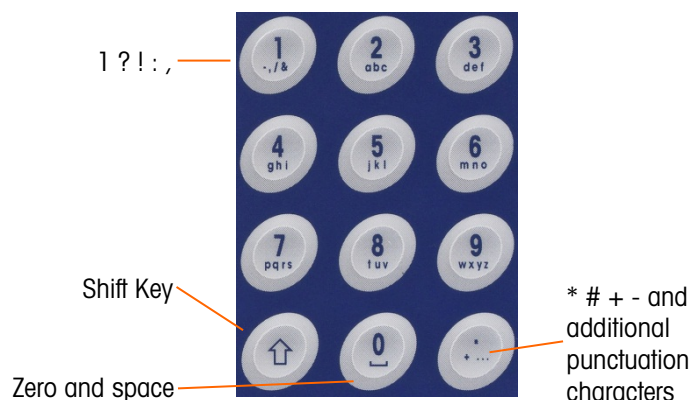 1 ? ! : ,
1
-,/&
2
abc
3
def
4
ghi
5
jkl
6
mno
7
pqrs
8
tuv
9
wxyz
Shift Key
0
Zero and space
*
+ ...
* # + - and
additional
punctuation
characters